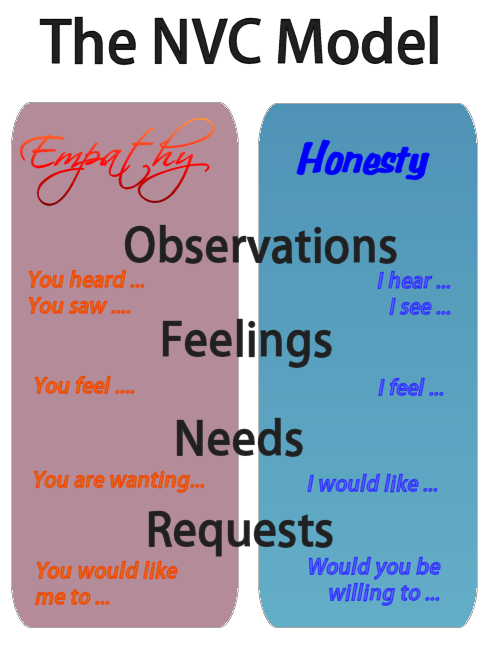 The NVC Model
Empathy
Honesty
Observations
You heard ...
You saw ....
I hear ...
I see ...
Feelings
You feel ....
I feel ...
Needs
You are wanting...
I would like ...
Requests
You would like
me to ...
Would you be
willing to ...